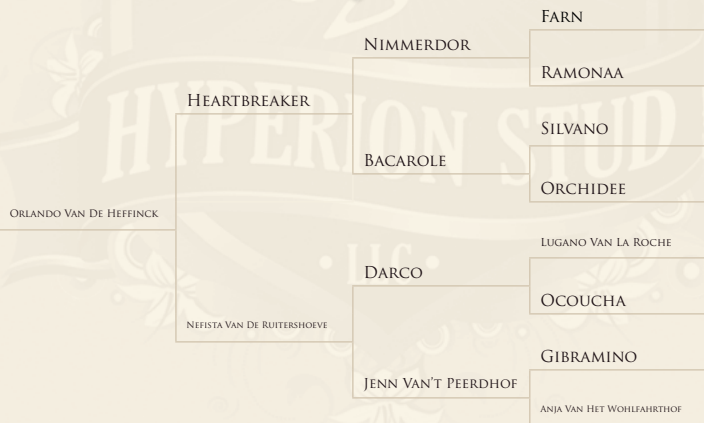 Farn
Nimmerdor
Ramonaa
Heartbreaker
Silvano
Bacarole
Orchidee
Orlando Van De Heffinck
Lugano Van La Roche
Darco
Ocoucha
Nefista Van De Ruitershoeve
Gibramino
Jenn Van't Peerdhof
Anja Van Het Wohlfahrthof
HYPERION STUD
• LLC •